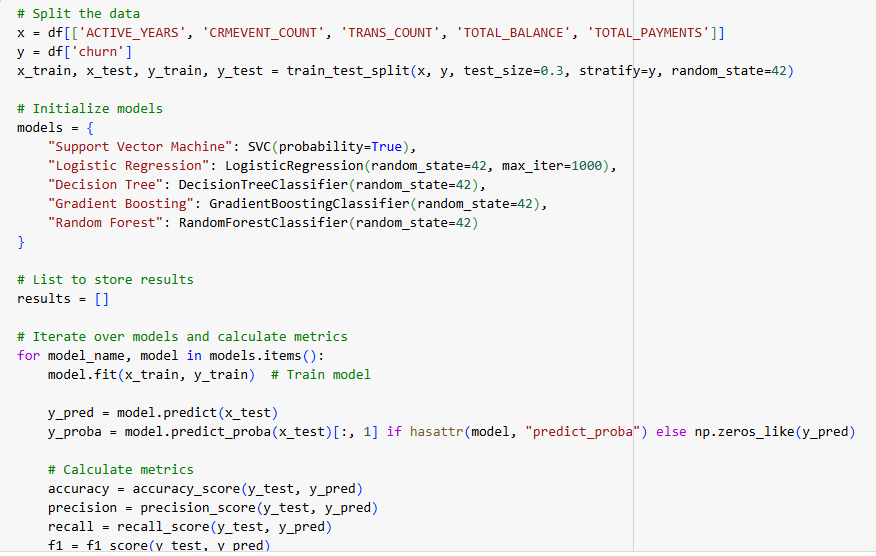 # Split the data
x = df[['ACTIVE_YEARS', 'CRMEVENT_COUNT', 'TRANS_COUNT', 'TOTAL_BALANCE', 'TOTAL_PAYMENTS']]
y = df['churn']
x_train, x_test, y_train, y_test = train_test_split(x, y, test_size=0.3, stratify=y, random_state=42)

# Initialize models
models = {
    "Support Vector Machine": SVC(probability=True),
    "Logistic Regression": LogisticRegression(random_state=42, max_iter=1000),
    "Decision Tree": DecisionTreeClassifier(random_state=42),
    "Gradient Boosting": GradientBoostingClassifier(random_state=42),
    "Random Forest": RandomForestClassifier(random_state=42)
}

# List to store results
results = []

# Iterate over models and calculate metrics
for model_name, model in models.items():
    model.fit(x_train, y_train)  # Train model

    y_pred = model.predict(x_test)
    y_proba = model.predict_proba(x_test)[:, 1] if hasattr(model, "predict_proba") else np.zeros_like(y_pred)

    # Calculate metrics
    accuracy = accuracy_score(y_test, y_pred)
    precision = precision_score(y_test, y_pred)
    recall = recall_score(y_test, y_pred)
    f1 = f1_score(y_test, y_pred)